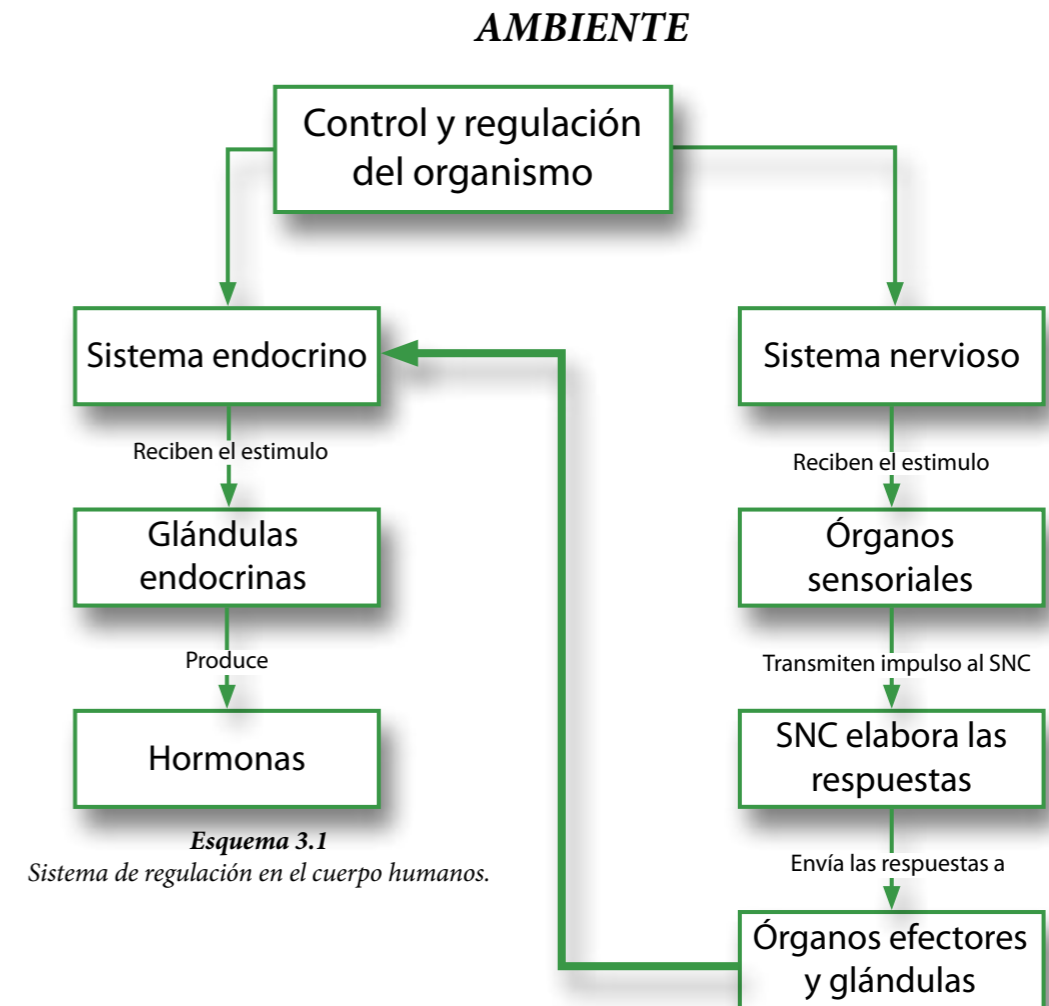 AMBIENTE
Control y regulación
del organismo
Sistema endocrino
Sistema nervioso
Reciben el estimulo
Reciben el estimulo
Glándulas
endocrinas
Órganos
sensoriales
Produce
Transmiten impulso al SNC
Hormonas
SNC elabora las
respuestas
Esquema 3.1
Sistema de regulación en el cuerpo humanos.
Envía las respuestas a
Órganos efectores
y glándulas